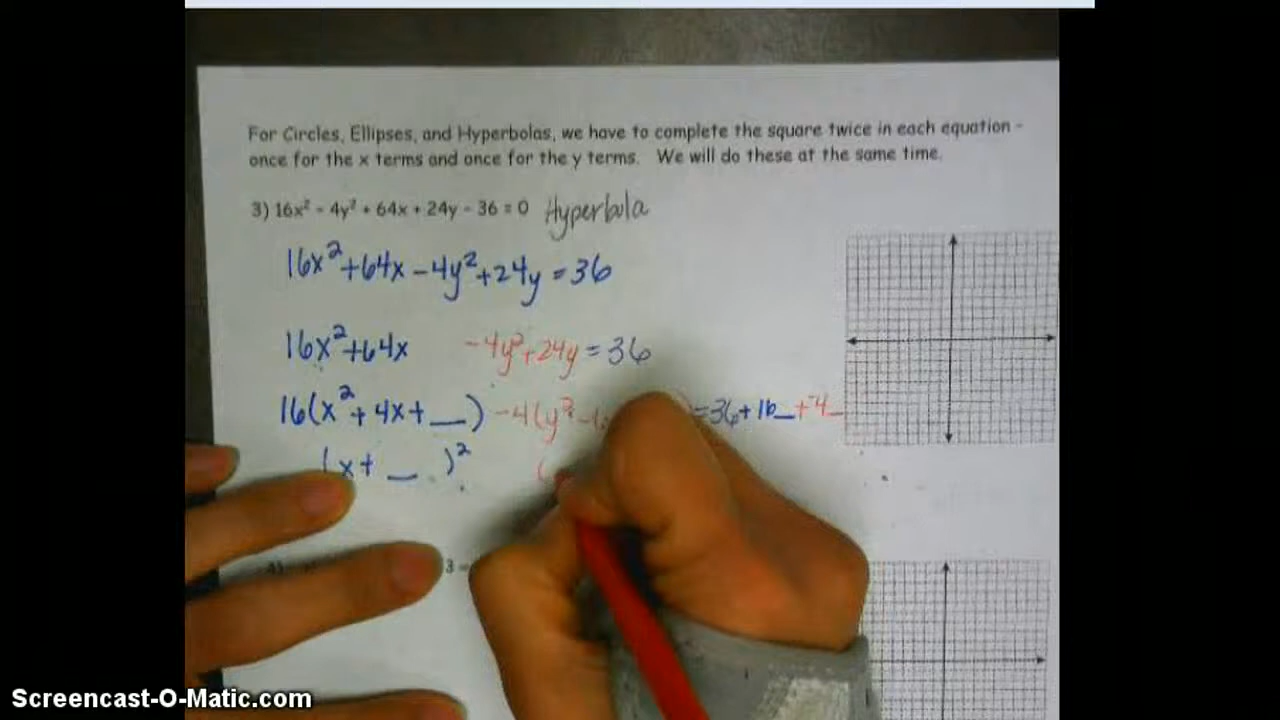 For Circles, Ellipses, and Hyperbolas, we have to complete the square twice in each equation -
once for the x terms and once for the y terms. We will do these at the same time.
3) 16x² - 4y² + 64x + 24y - 36 = 0 Hyperbola
16x² + 64x - 4y² + 24y = 36
16x² + 64x - 4y² + 24y = 36
16(x² + 4x + __) -4(y² - = 36 + 16__ + -4__
(x + __ )² (
3 =
Screencast-O-Matic.com